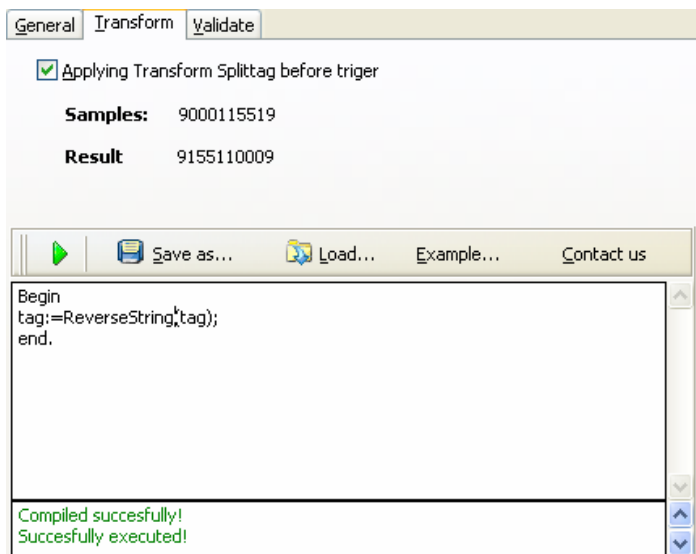 General Transform Validate
Applying Transform Splittag before triger
Samples: 9000115519
Result 9155110009
Save as... Load... Example... Contact us
Begin
tag:=ReverseString(tag);
end.
Compiled succesfully!
Succesfully executed!